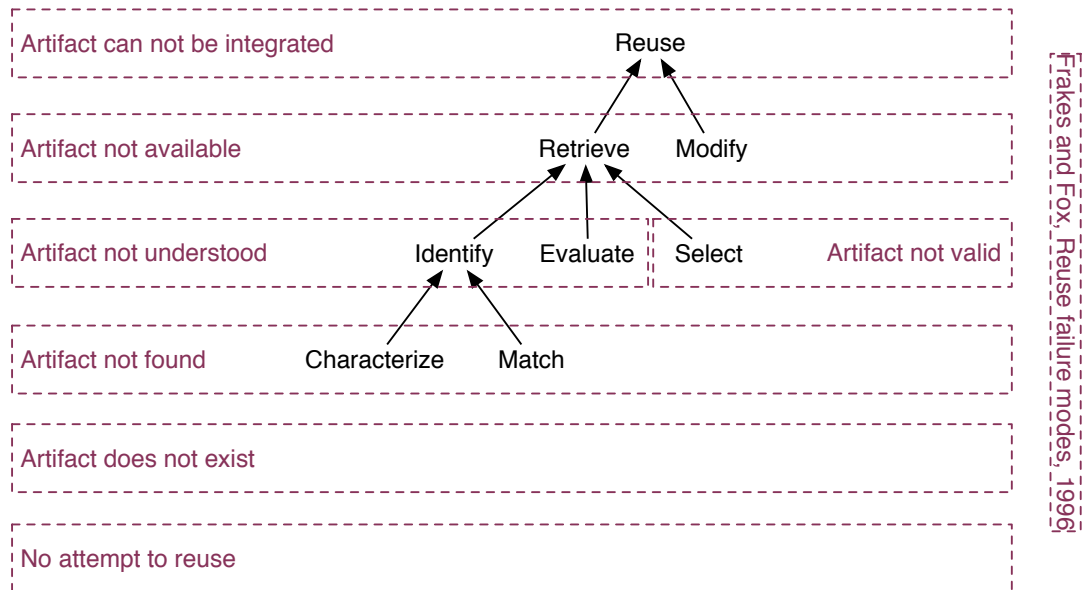 Artifact can not be integrated
Reuse
Artifact not available
Retrieve
Modify
Artifact not understood
Identify
Evaluate
Select
Artifact not valid
Artifact not found
Characterize
Match
Artifact does not exist
No attempt to reuse
Frakes and Fox, Reuse failure modes, 1996